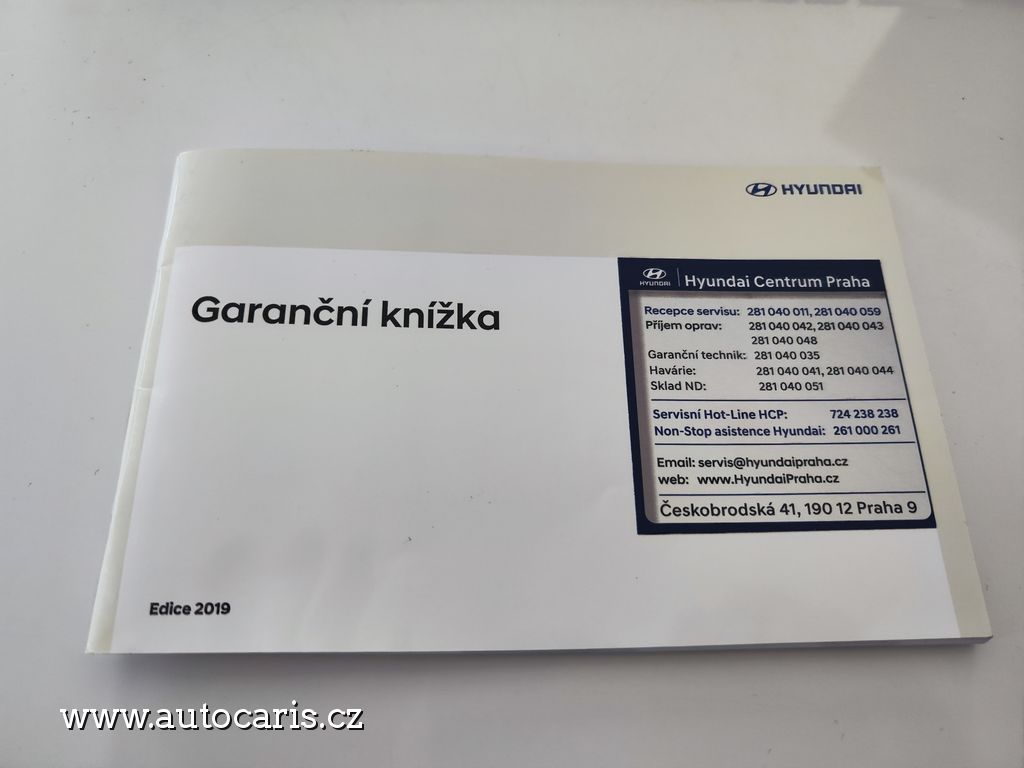 HYUNDAI
Garanční knížka
HYUNDAI Hyundai Centrum Praha
Recepce servisu: 281 040 011, 281 040 059
Příjem oprav: 281 040 042, 281 040 043
281 040 048
Garanční technik: 281 040 035
Havárie: 281 040 041, 281 040 044
Sklad ND: 281 040 051
Servisní Hot-Line HCP: 724 238 238
Non-Stop asistence Hyundai: 261 000 261
Email: servis@hyundaipraha.cz
web: www.HyundaiPraha.cz
Českobrodská 41, 190 12 Praha 9
Edice 2019
www.autocaris.cz